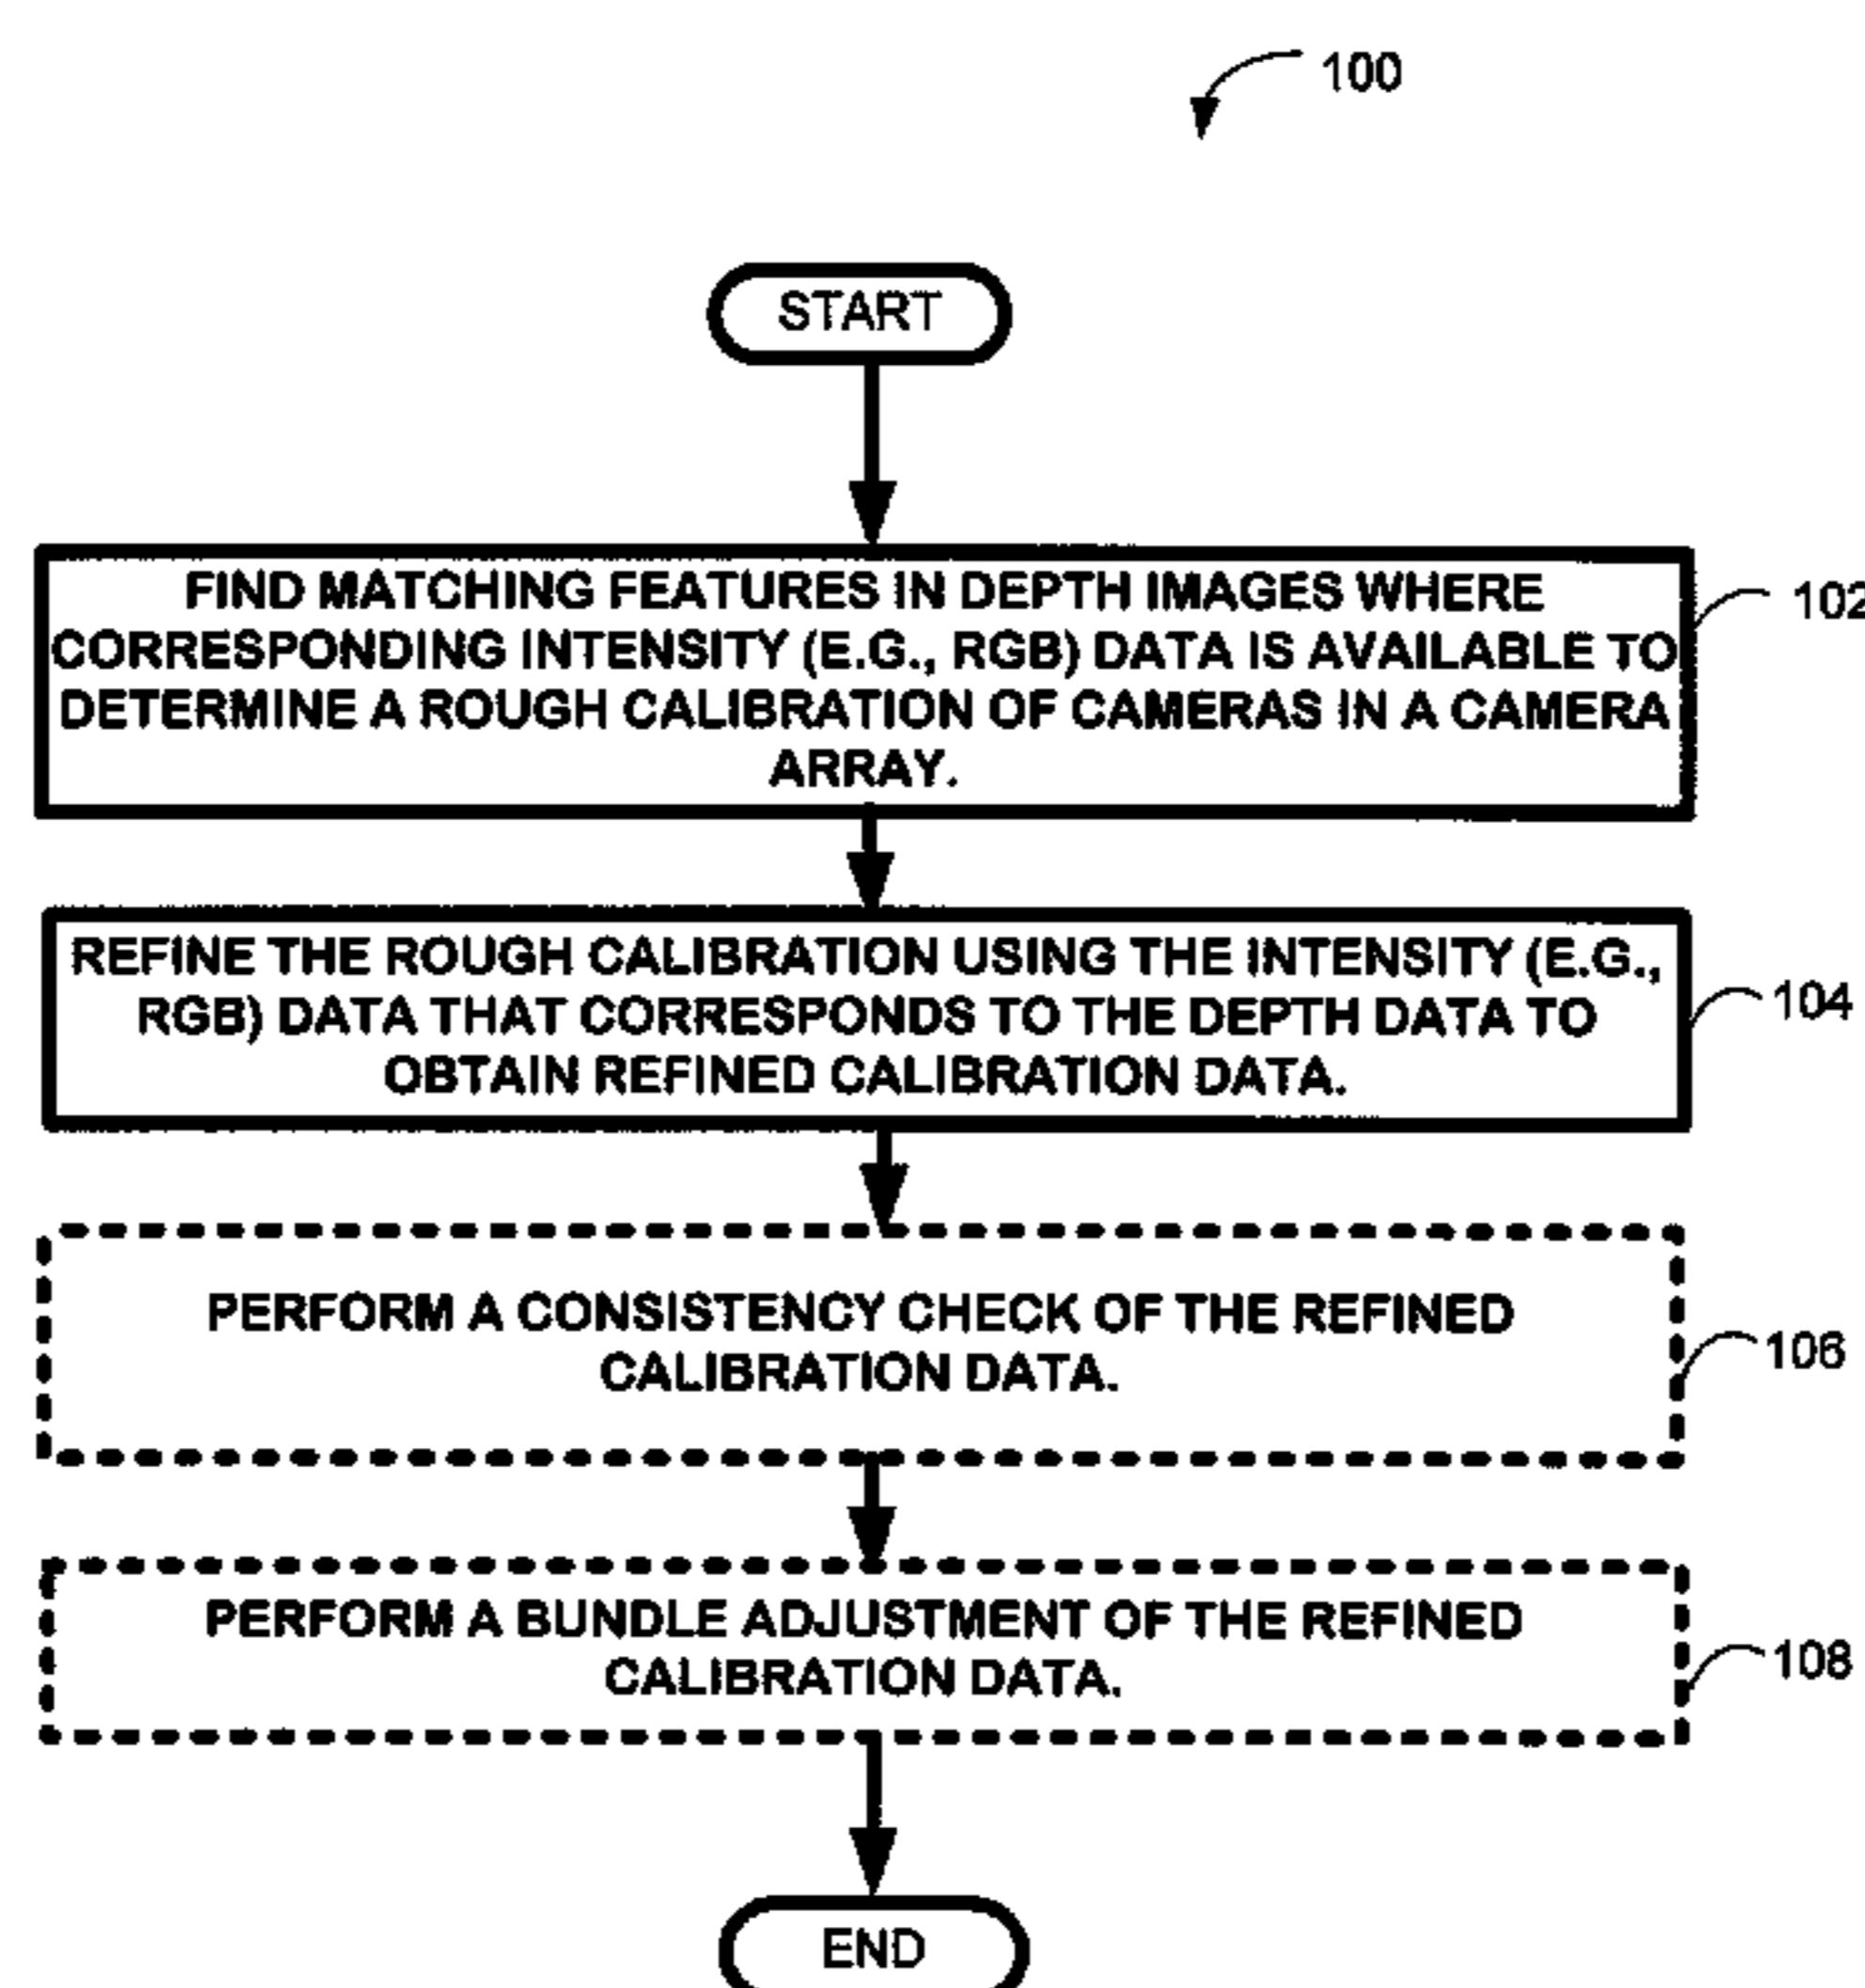 100
START
FIND MATCHING FEATURES IN DEPTH IMAGES WHERE
CORRESPONDING INTENSITY (E.G., RGB) DATA IS AVAILABLE TO
DETERMINE A ROUGH CALIBRATION OF CAMERAS IN A CAMERA
ARRAY.
102
REFINE THE ROUGH CALIBRATION USING THE INTENSITY (E.G.,
RGB) DATA THAT CORRESPONDS TO THE DEPTH DATA TO
OBTAIN REFINED CALIBRATION DATA.
104
PERFORM A CONSISTENCY CHECK OF THE REFINED
CALIBRATION DATA.
106
PERFORM A BUNDLE ADJUSTMENT OF THE REFINED
CALIBRATION DATA.
108
END